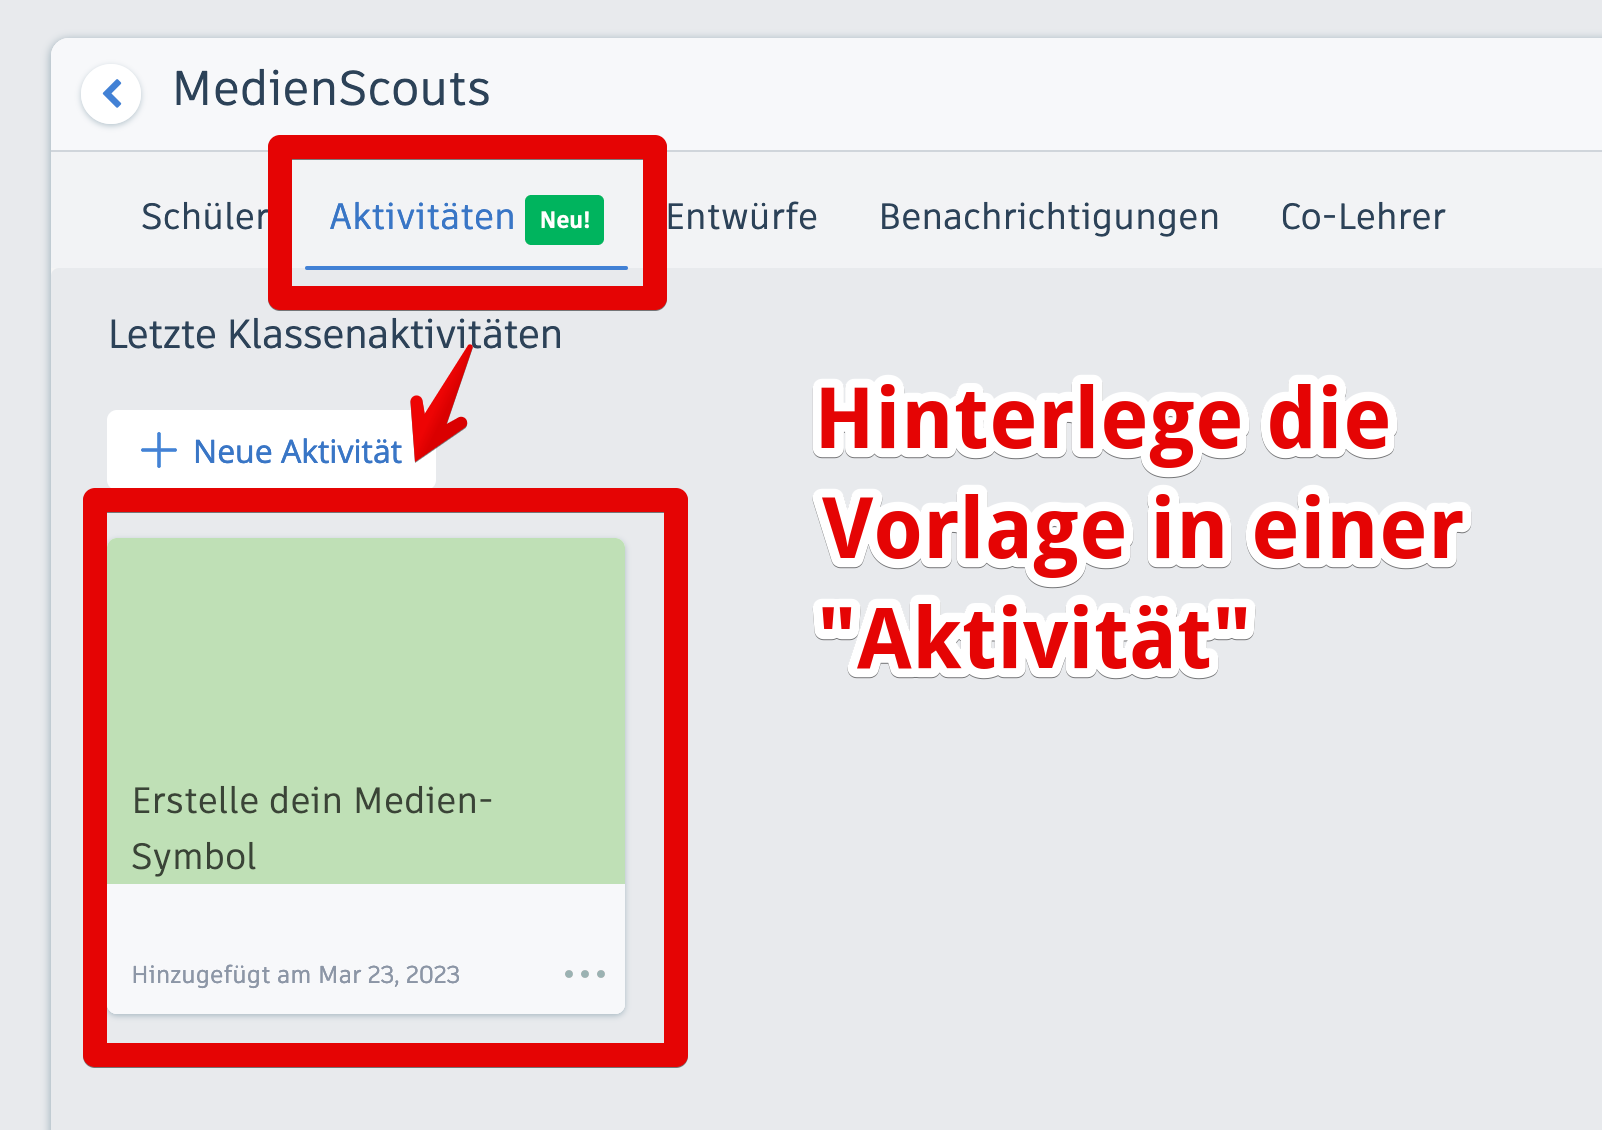 MedienScouts
Schüler Aktivitäten Neu! Entwürfe Benachrichtigungen Co-Lehrer
Letzte Klassenaktivitäten
Neue Aktivität
Hinterlege die
Vorlage in einer
"Aktivität"
Erstelle dein Medien-
Symbol
Hinzugefügt am Mar 23, 2023